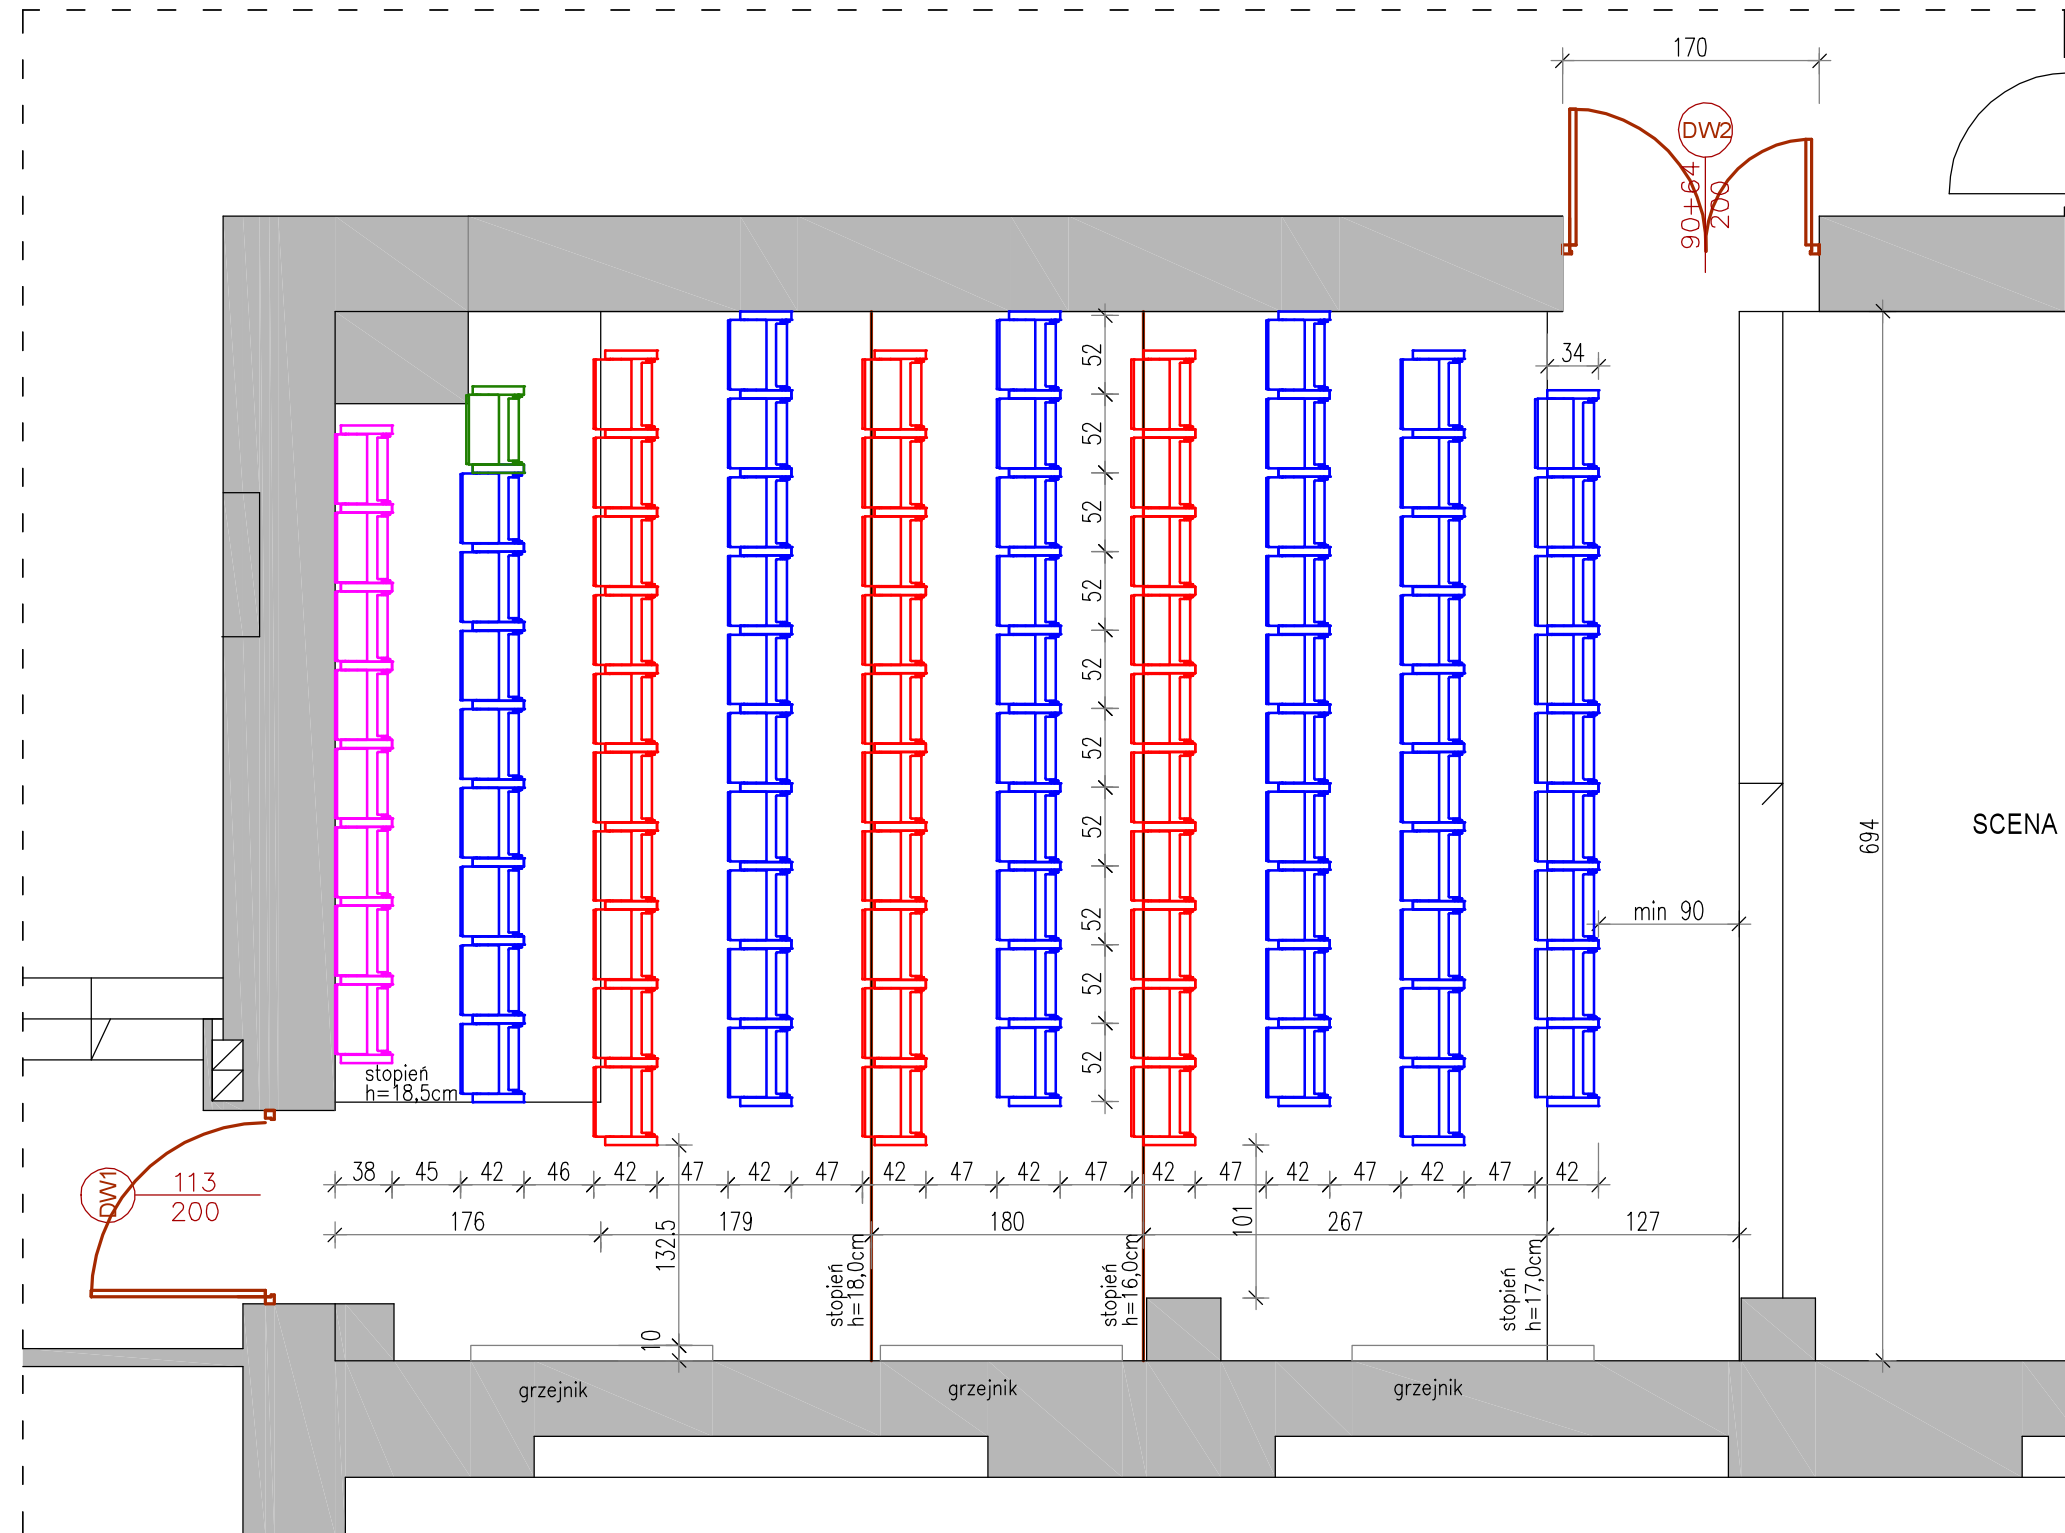 170
DW2
90+64
200
34
52
52
52
52
52
52
52
52
52
52
694
SCENA
min 90
stopień
h=18,5cm
DW1
113
200
38 45 42 46 42 47 42 47 42 47 42 47 42 47 42 47 42 47 42
176 179 180 267 127
132,5
10
101
stopień
h=18,0cm
stopień
h=16,0cm
stopień
h=17,0cm
grzejnik
grzejnik
grzejnik